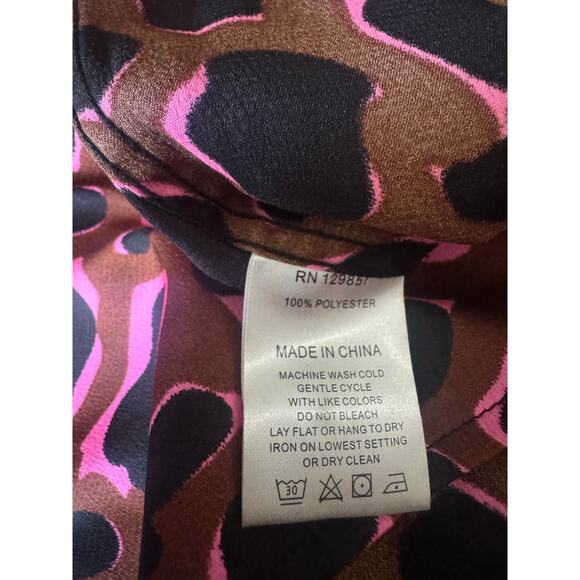 RN 129857
100% POLYESTER
MADE IN CHINA
MACHINE WASH COLD
GENTLE CYCLE
WITH LIKE COLORS
DO NOT BLEACH
LAY FLAT OR HANG TO DRY
IRON ON LOWEST SETTING
OR DRY CLEAN
30